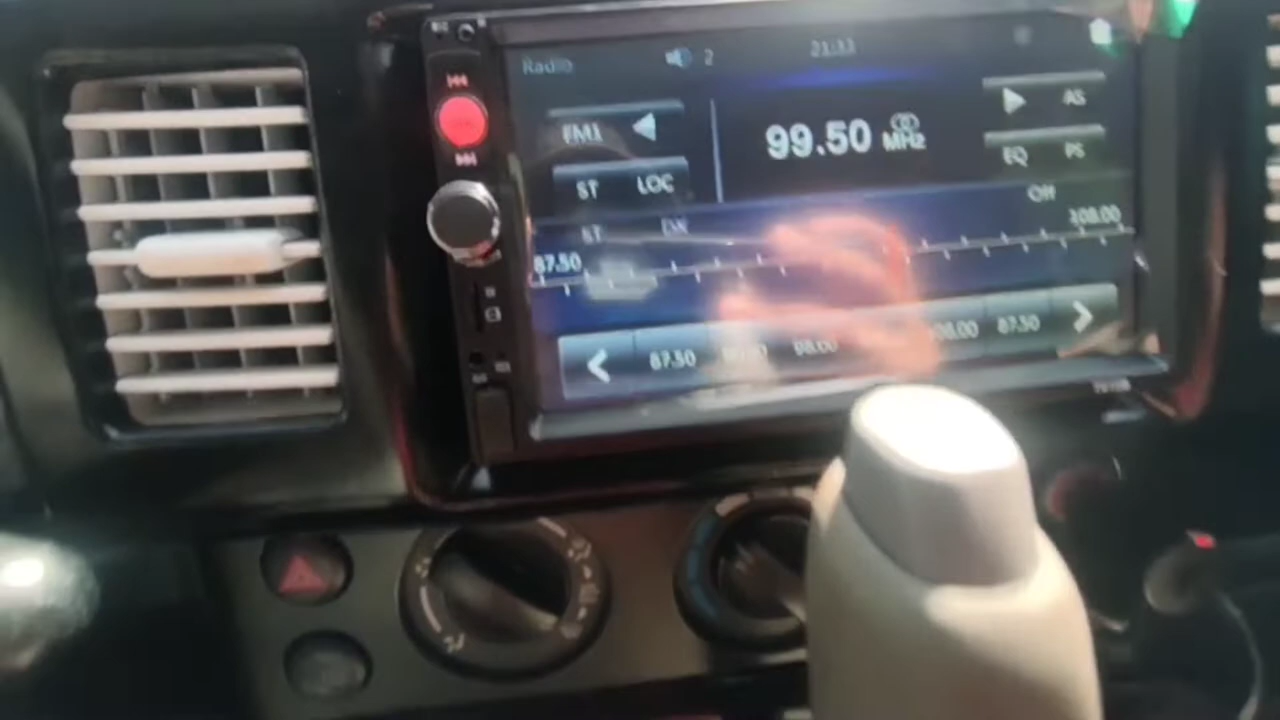 Radio 2 21:33
FM1
99.50 MHz
AS
EQ PS
ST LOC
ST DX
Off
87.50
108.00
87.50 98.00 87.50